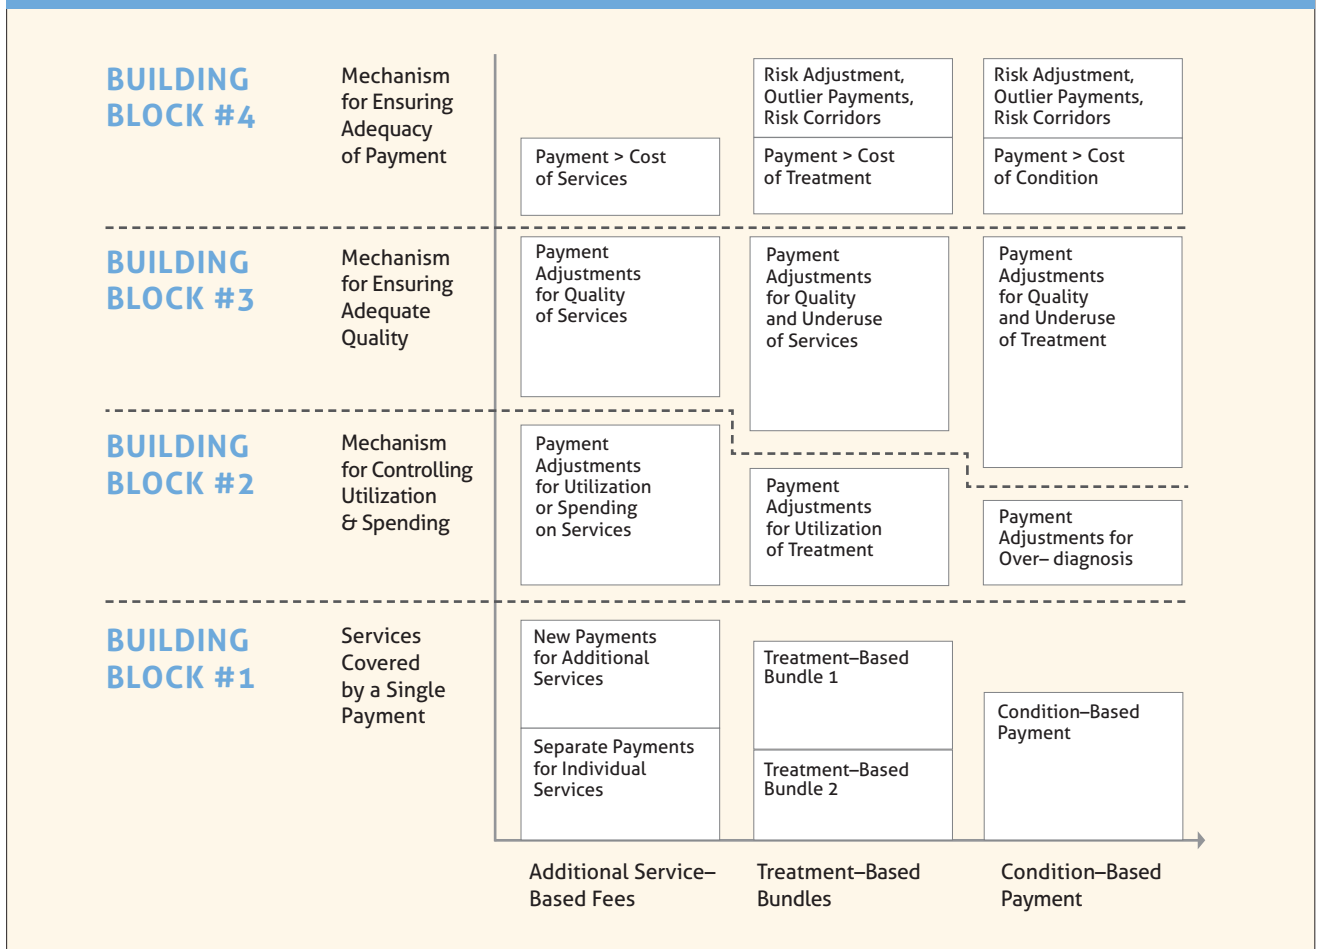 BUILDING
BLOCK #4
Mechanism
for Ensuring
Adequacy
of Payment
Payment > Cost
of Services
Risk Adjustment,
Outlier Payments,
Risk Corridors
Payment > Cost
of Treatment
Risk Adjustment,
Outlier Payments,
Risk Corridors
Payment > Cost
of Condition
BUILDING
BLOCK #3
Mechanism
for Ensuring
Adequate
Quality
Payment
Adjustments
for Quality
of Services
Payment
Adjustments
for Quality
and Underuse
of Services
Payment
Adjustments
for Quality
and Underuse
of Treatment
BUILDING
BLOCK #2
Mechanism
for Controlling
Utilization
& Spending
Payment
Adjustments
for Utilization
or Spending
on Services
Payment
Adjustments
for Utilization
of Treatment
Payment
Adjustments for
Over– diagnosis
BUILDING
BLOCK #1
Services
Covered
by a Single
Payment
New Payments
for Additional
Services
Separate Payments
for Individual
Services
Treatment–Based
Bundle 1
Treatment–Based
Bundle 2
Condition–Based
Payment
Additional Service–
Based Fees
Treatment–Based
Bundles
Condition–Based
Payment